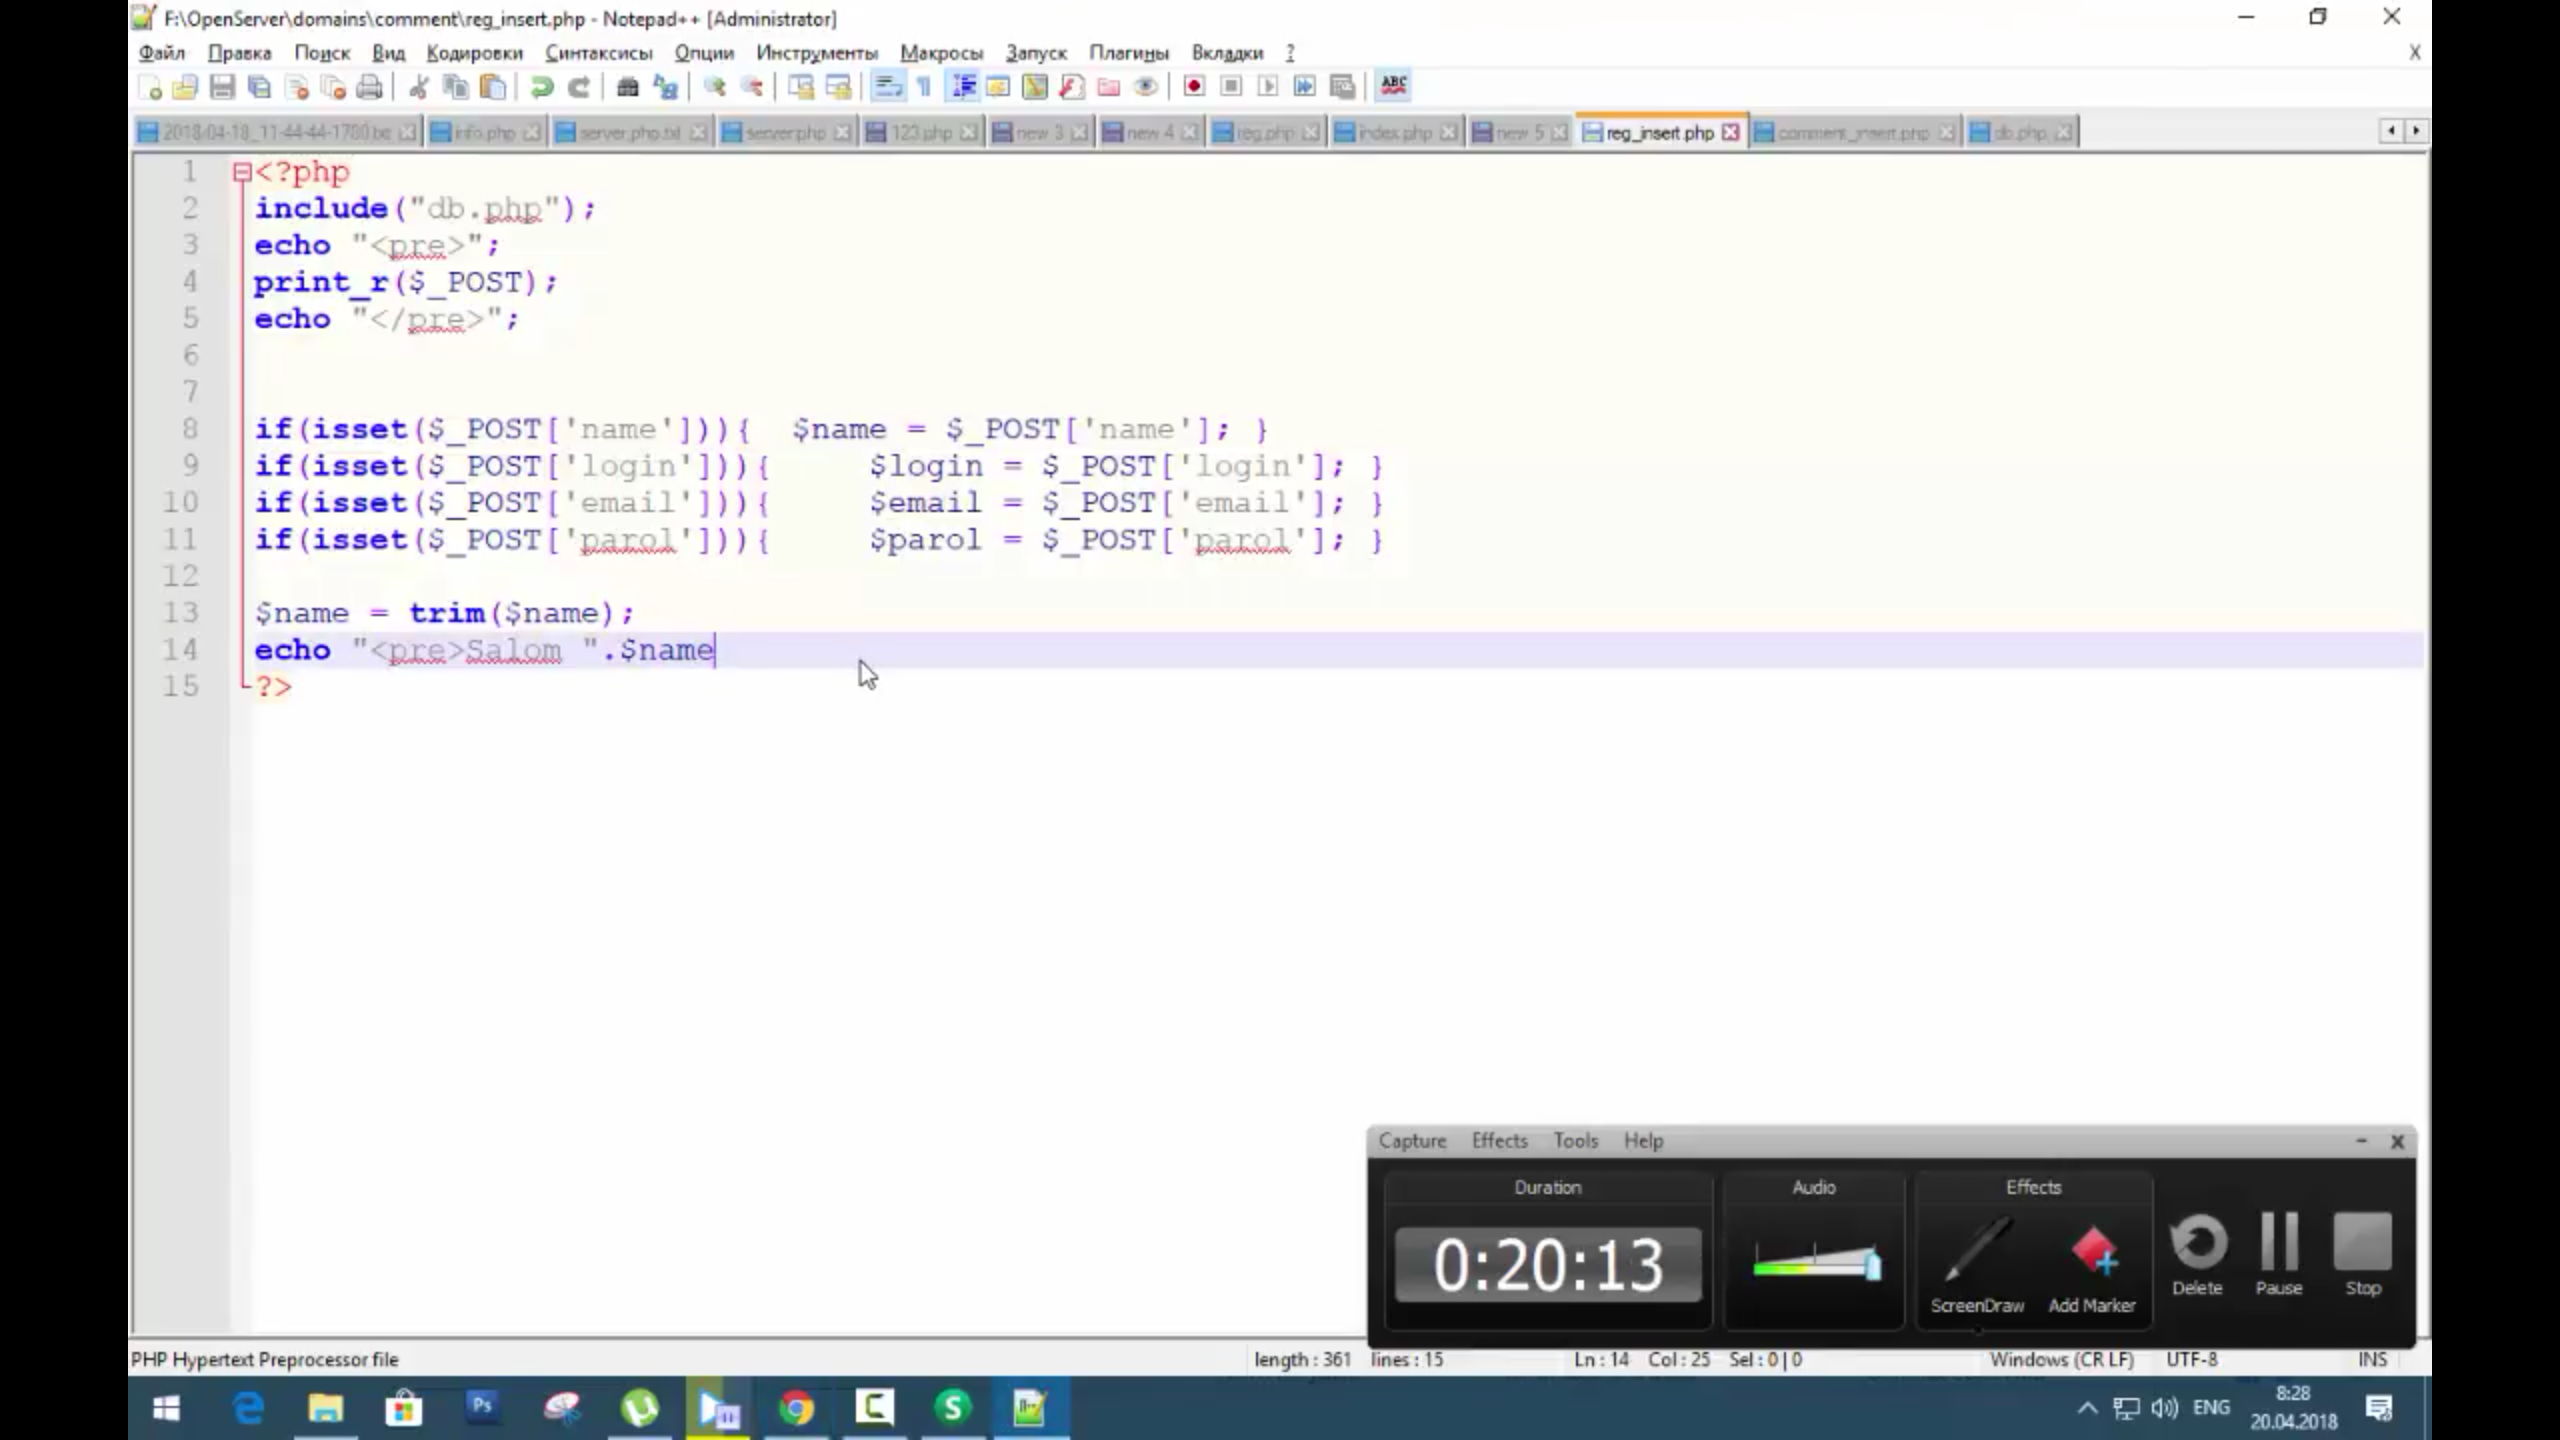 F:\OpenServer\domains\comment\reg_insert.php - Notepad++ [Administrator]
Файл Правка Поиск Вид Кодировки Синтаксисы Опции Инструменты Макросы Запуск Плагины Вкладки ?
X
ABC
2018-04-18_11-44-44-1780.txt info.php server.php.txt server.php 123.php new 3 new 4 reg.php index.php new 5 reg_insert.php comment_insert.php db.php
1 <?php
2 include("db.php");
3 echo "<pre>";
4 print_r($_POST);
5 echo "</pre>";
6
7
8 if(isset($_POST['name'])){ $name = $_POST['name']; }
9 if(isset($_POST['login'])){ $login = $_POST['login']; }
10 if(isset($_POST['email'])){ $email = $_POST['email']; }
11 if(isset($_POST['parol'])){ $parol = $_POST['parol']; }
12
13 $name = trim($name);
14 echo "<pre>Salom ".$name
15 ?>
Capture Effects Tools Help
Duration Audio Effects
0:20:13
ScreenDraw Add Marker Delete Pause Stop
PHP Hypertext Preprocessor file length : 361 lines : 15 Ln : 14 Col : 25 Sel : 0 | 0 Windows (CR LF) UTF-8 INS
Ps
S
ENG
8:28
20.04.2018